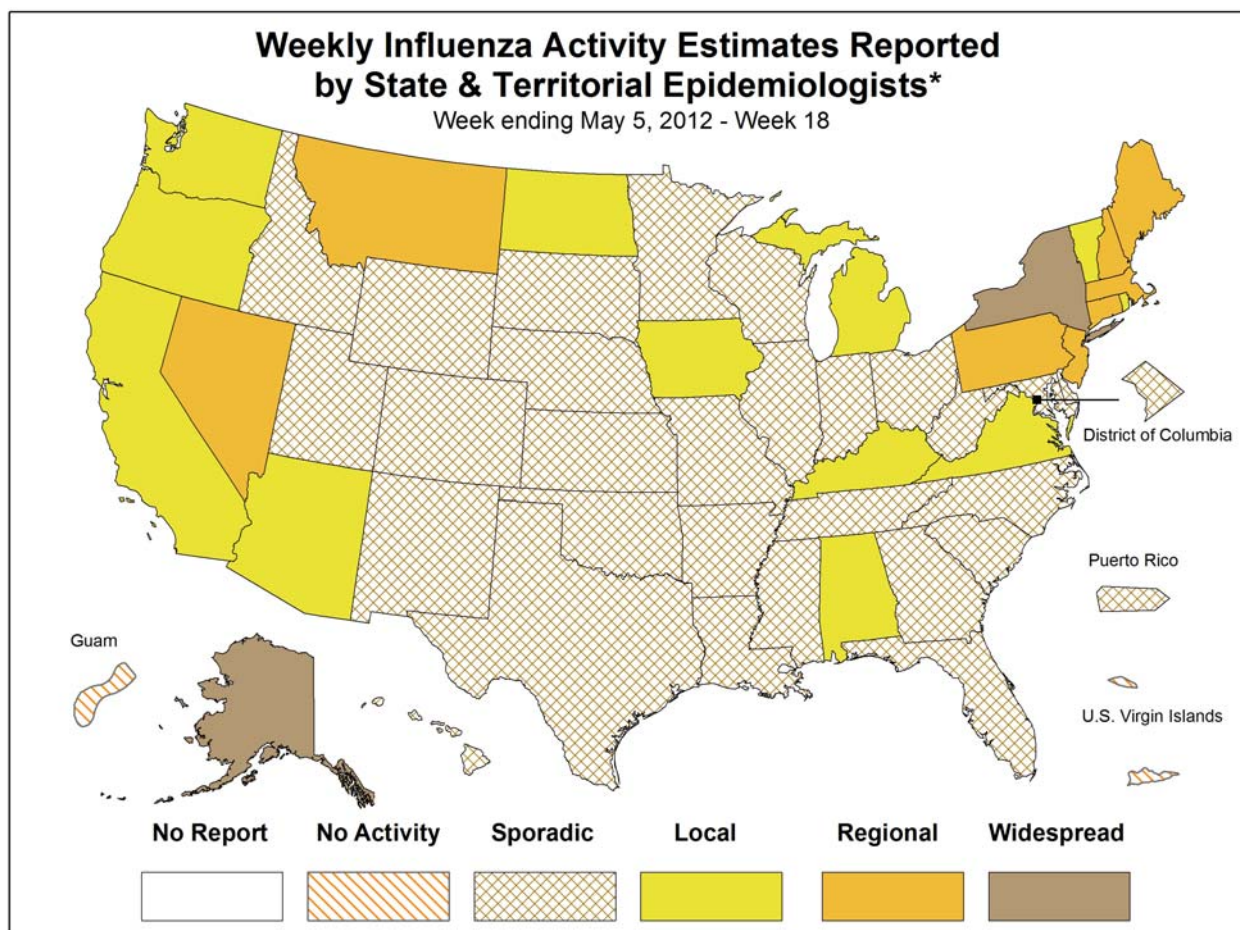 Weekly Influenza Activity Estimates Reported
by State & Territorial Epidemiologists*
Week ending May 5, 2012 - Week 18
District of Columbia
Puerto Rico
Guam
U.S. Virgin Islands
No Report No Activity Sporadic Local Regional Widespread